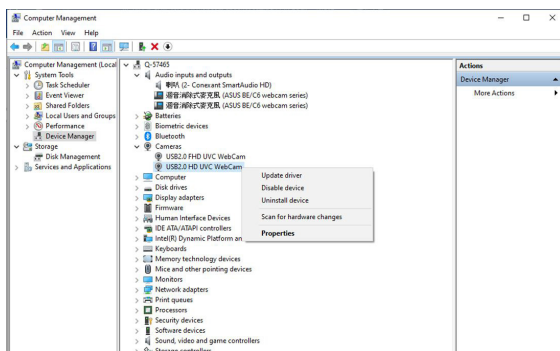 Computer Management
File Action View Help
Computer Management (Local
System Tools
Task Scheduler
Event Viewer
Shared Folders
Local Users and Groups
Performance
Device Manager
Storage
Disk Management
Services and Applications
Q-57465
Audio inputs and outputs
喇叭 (2- Conexant SmartAudio HD)
(ASUS BE/C6 webcam series)
(ASUS BE/C6 webcam series)
Batteries
Biometric devices
Bluetooth
Cameras
USB2.0 FHD UVC WebCam
USB2.0 HD UVC WebCam
Computer
Disk drives
Display adapters
Firmware
Human Interface Devices
IDE ATA/ATAPI controllers
Intel(R) Dynamic Platform an
Keyboards
Memory technology devices
Mice and other pointing devices
Monitors
Network adapters
Print queues
Processors
Security devices
Software devices
Sound, video and game controllers
Storage controllers
Update driver
Disable device
Uninstall device
Scan for hardware changes
Properties
Actions
Device Manager
More Actions